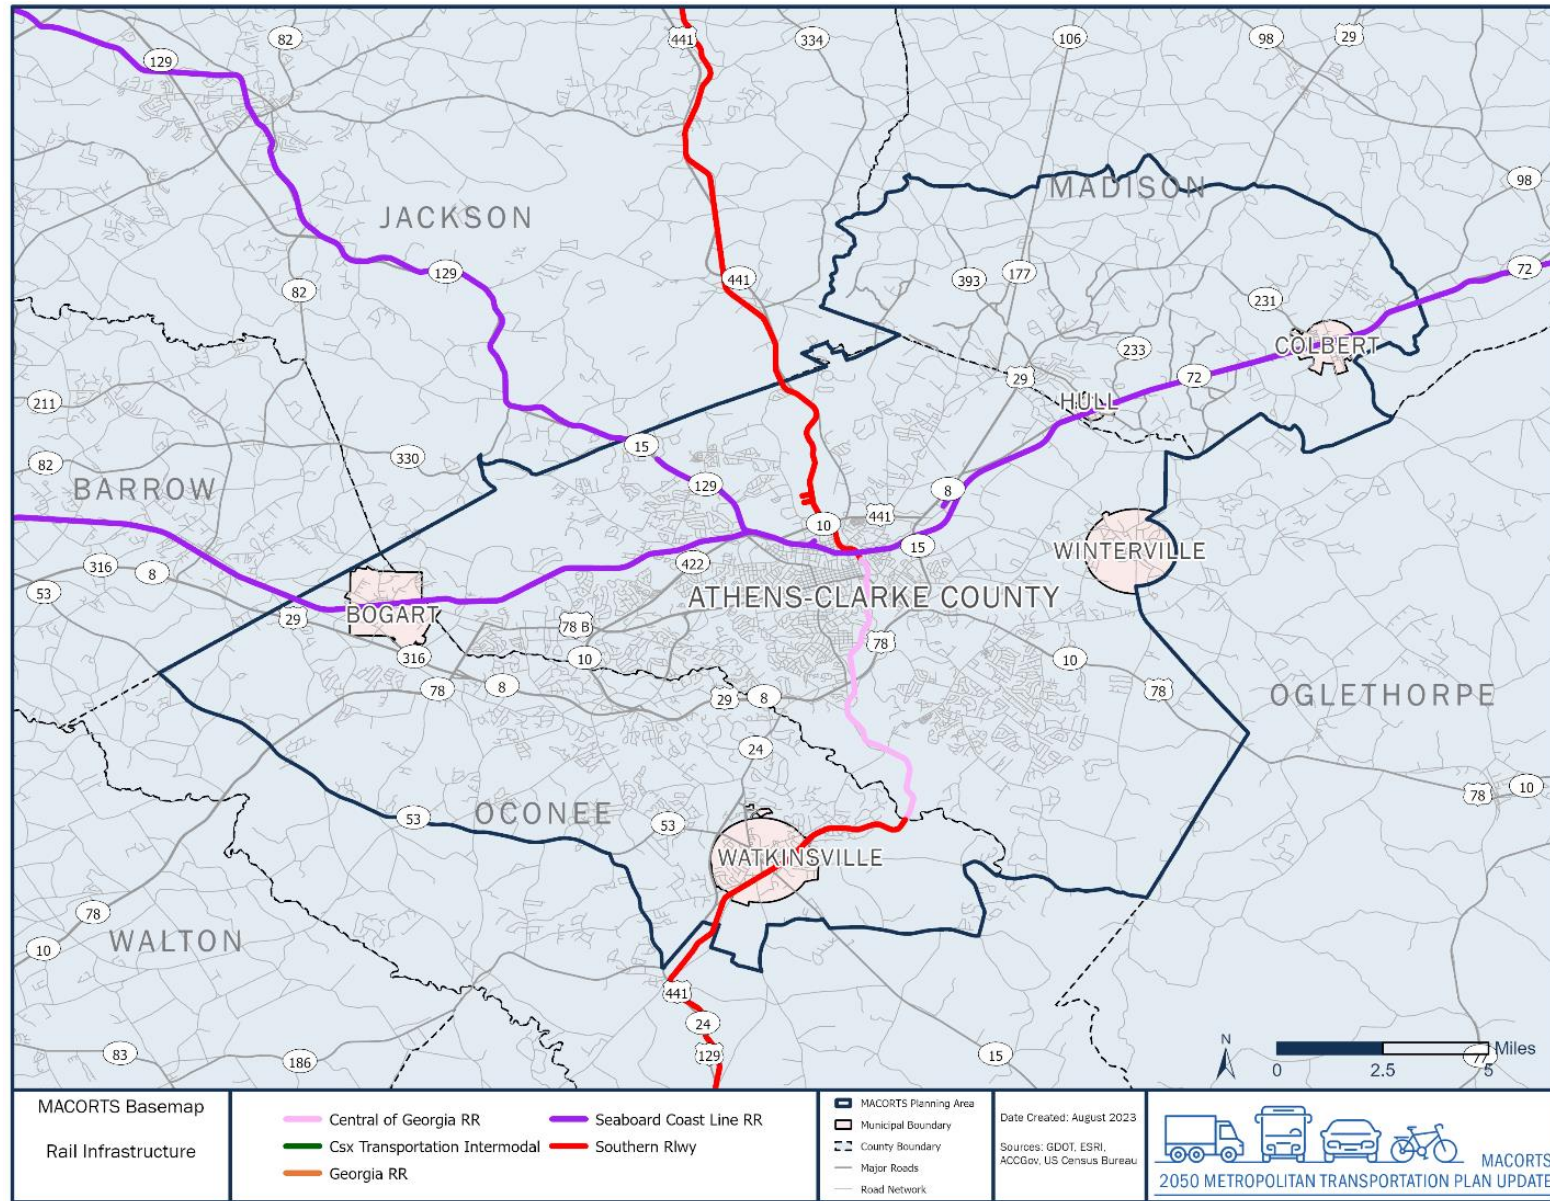 82
441
334
106
98
29
129
98
MADISON
JACKSON
72
129
441
393
177
82
231
COLBERT
233
29
72
HULL
211
15
330
82
BARROW
129
8
10
441
15
WINTERVILLE
422
316
8
53
ATHENS-CLARKE COUNTY
BOGART
29
78 B
78
316
10
10
78
8
29
8
78
OGLETHORPE
24
78
10
OCONEE
53
53
WATKINSVILLE
78
WALTON
10
441
24
129
83
186
15
N
Miles
77
0
2.5
5
MACORTS Basemap
Rail Infrastructure
Central of Georgia RR
Csx Transportation Intermodal
Georgia RR
Seaboard Coast Line RR
Southern Rlwy
MACORTS Planning Area
Municipal Boundary
County Boundary
Major Roads
Road Network
Date Created: August 2023
Sources: GDOT, ESRI,
ACCGov, US Census Bureau
MACORTS
2050 METROPOLITAN TRANSPORTATION PLAN UPDATE